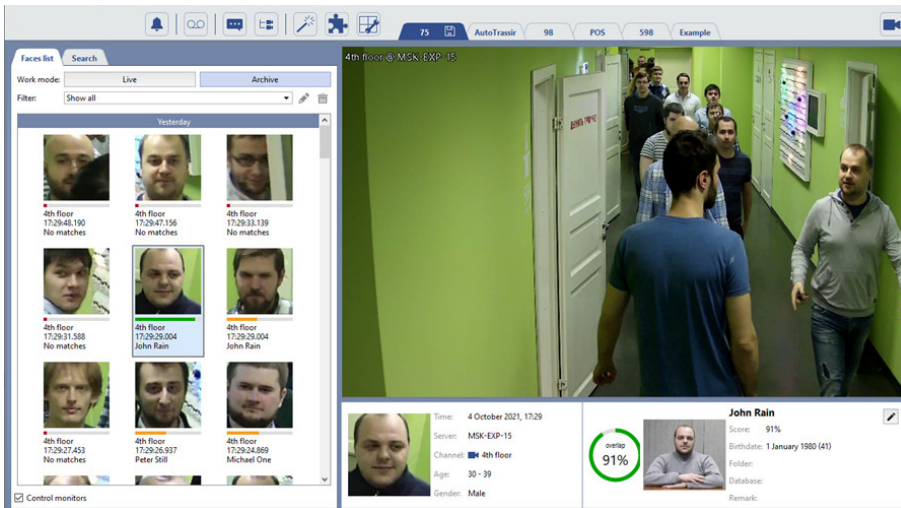 75
AutoTrassir
98
POS
598
Example
Faces list
Search
Work mode:
Live
Archive
Filter:
Show all
Yesterday
4th floor
17:29:48.190
No matches
4th floor
17:29:47.156
No matches
4th floor
17:29:33.139
No matches
4th floor
17:29:31.588
No matches
4th floor
17:29:29.004
John Rain
4th floor
17:29:29.004
John Rain
4th floor
17:29:27.453
No matches
4th floor
17:29:26.937
Peter Still
4th floor
17:29:24.869
Michael One
Control monitors
4th floor @ MSK-EXP-15
Time: 4 October 2021, 17:29
Server: MSK-EXP-15
Channel: 4th floor
Age: 30 - 39
Gender: Male
overlap
91%
John Rain
Score: 91%
Birthdate: 1 January 1980 (41)
Folder:
Database:
Remark: